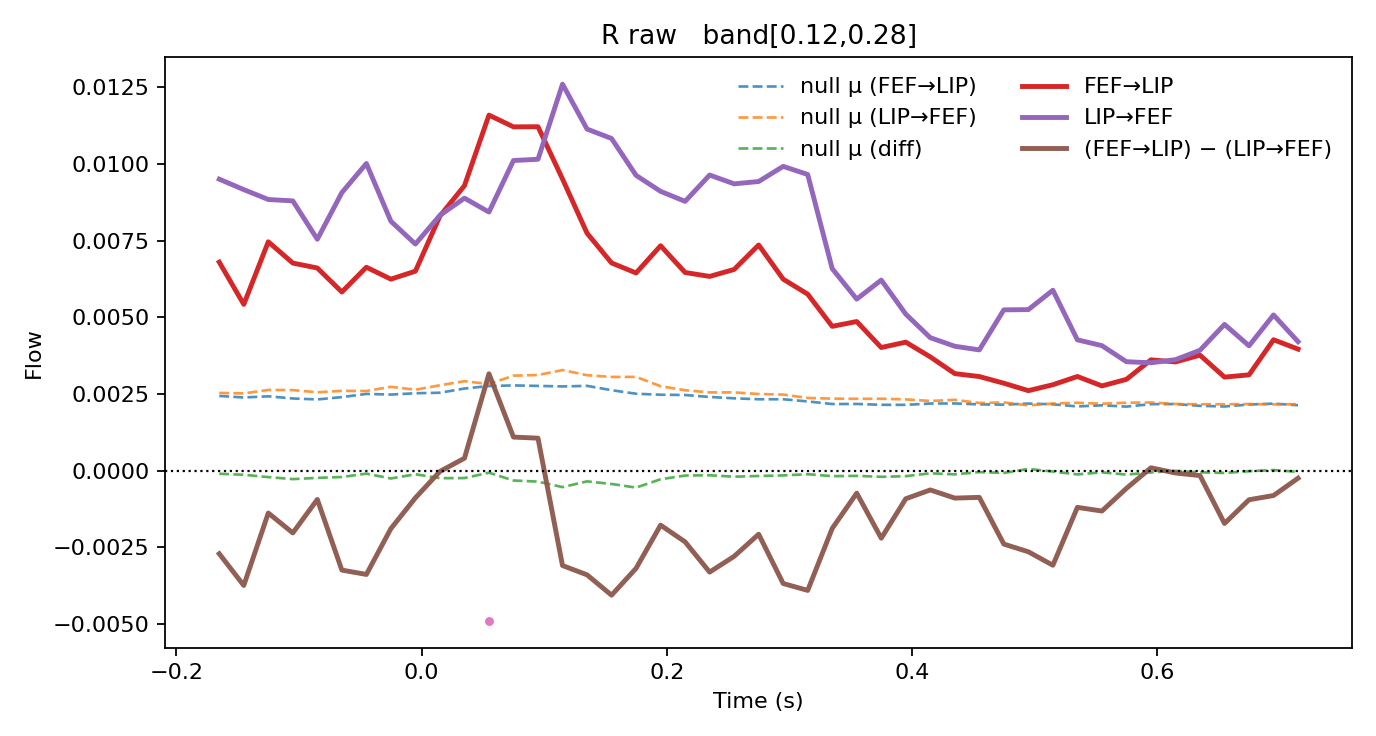 R raw   band[0.12,0.28]
null μ (FEF→LIP)
null μ (LIP→FEF)
null μ (diff)
FEF→LIP
LIP→FEF
(FEF→LIP) − (LIP→FEF)
Flow
0.0125
0.0100
0.0075
0.0050
0.0025
0.0000
−0.0025
−0.0050
−0.2
0.0
0.2
0.4
0.6
Time (s)